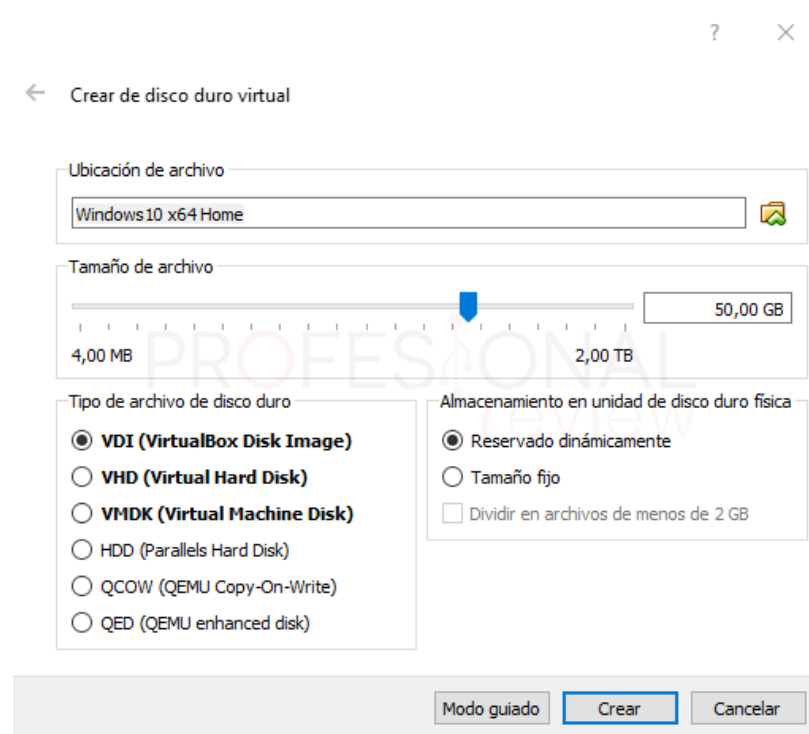 ?
Crear de disco duro virtual
Ubicación de archivo
Windows10 x64 Home
Tamaño de archivo
50,00 GB
4,00 MB 2,00 TB
PROFESIONAL
review
Tipo de archivo de disco duro
VDI (VirtualBox Disk Image)
VHD (Virtual Hard Disk)
VMDK (Virtual Machine Disk)
HDD (Parallels Hard Disk)
QCOW (QEMU Copy-On-Write)
QED (QEMU enhanced disk)
Almacenamiento en unidad de disco duro física
Reservado dinámicamente
Tamaño fijo
Dividir en archivos de menos de 2 GB
Modo guiado Crear Cancelar